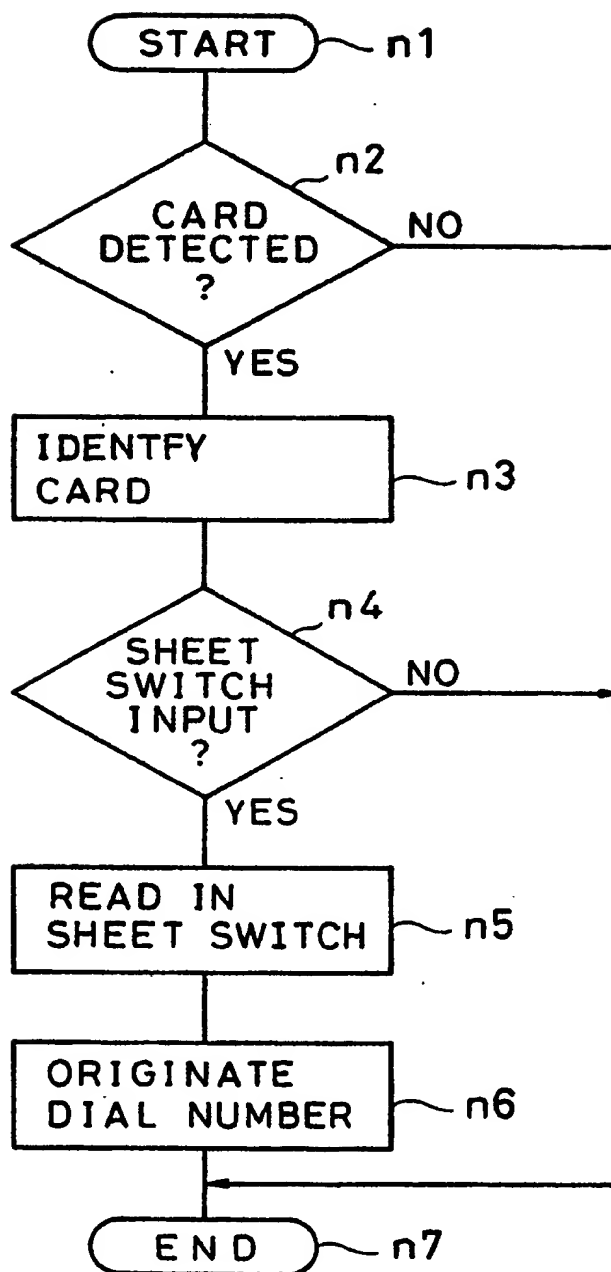 START
n1
n2
CARD
DETECTED
?
NO
YES
IDENTFY
CARD
n3
n4
SHEET
SWITCH
INPUT
?
NO
YES
READ IN
SHEET SWITCH
n5
ORIGINATE
DIAL NUMBER
n6
END
n7